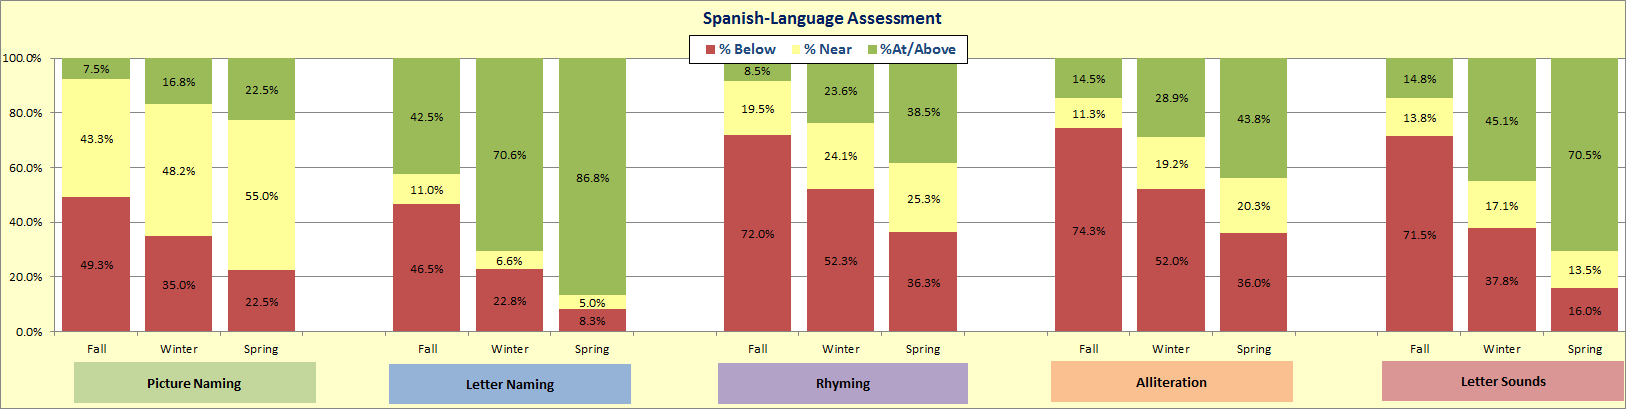 Spanish-Language Assessment
% Below % Near %At/Above
100.0%
80.0%
60.0%
40.0%
20.0%
0.0%
7.5% 16.8% 22.5%
43.3% 48.2% 55.0%
49.3% 35.0% 22.5%
42.5% 70.6% 86.8%
11.0% 6.6% 5.0%
46.5% 22.8% 8.3%
8.5% 23.6% 38.5%
19.5% 24.1% 25.3%
72.0% 52.3% 36.3%
14.5% 28.9% 43.8%
11.3% 19.2% 20.3%
74.3% 52.0% 36.0%
14.8% 45.1% 70.5%
13.8% 17.1% 13.5%
71.5% 37.8% 16.0%
Fall Winter Spring Fall Winter Spring Fall Winter Spring Fall Winter Spring Fall Winter Spring
Picture Naming Letter Naming Rhyming Alliteration Letter Sounds